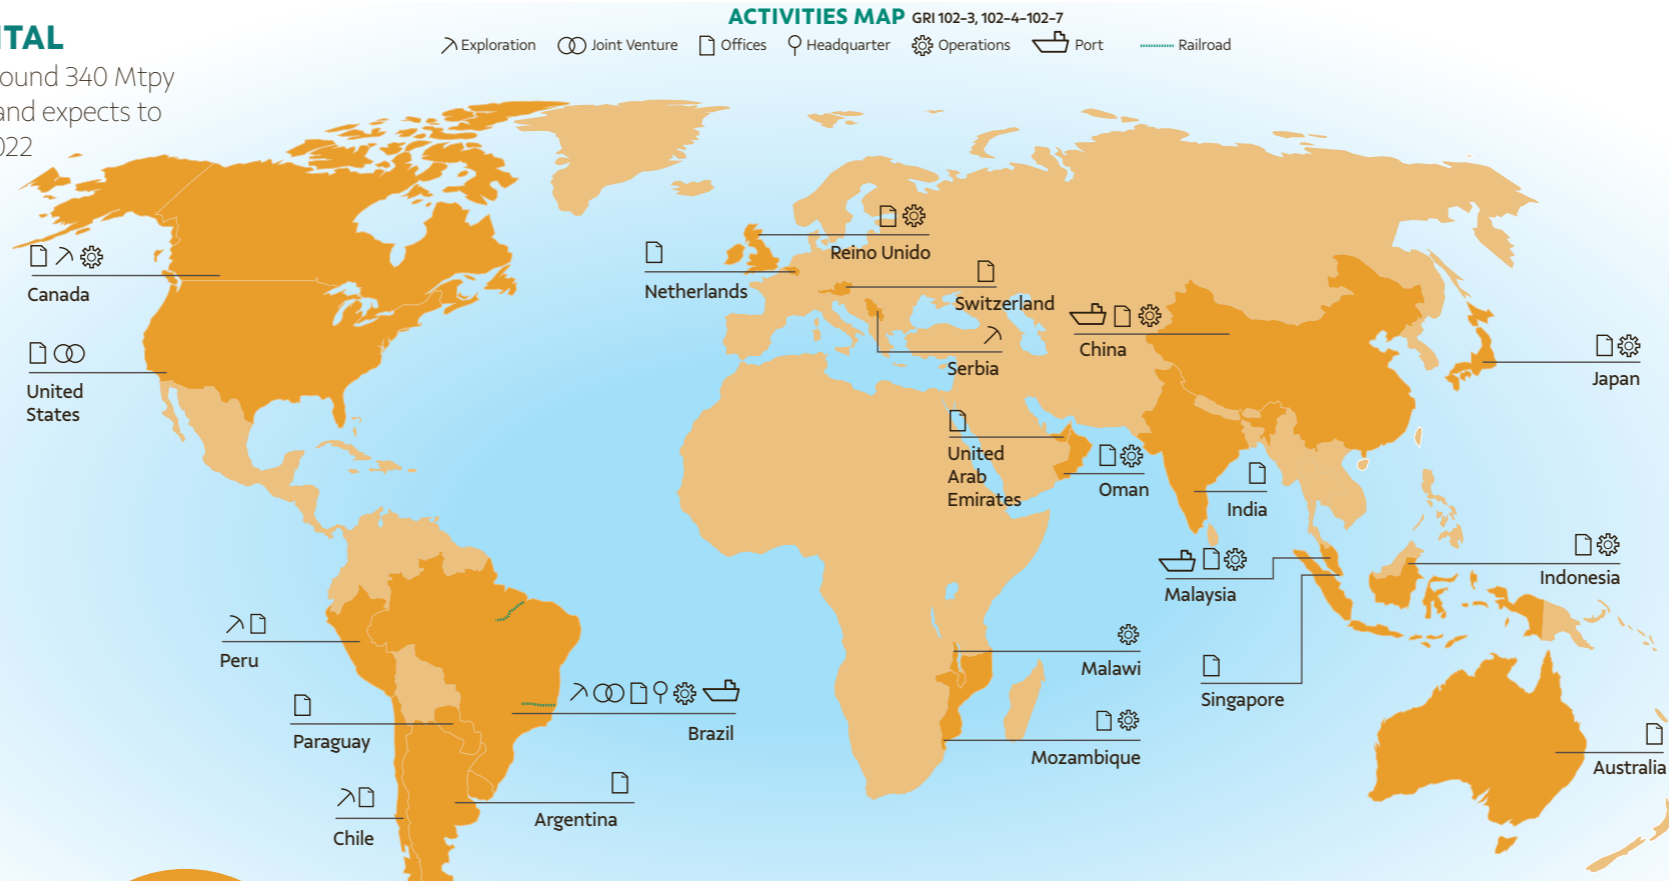 ITAL
ound 340 Mtpy
and expects to
022
ACTIVITIES MAP GRI 102-3, 102-4-102-7
Exploration Joint Venture Offices Headquarter Operations Port Railroad
Canada
United
States
Netherlands
Reino Unido
Switzerland
Serbia
China
Japan
United
Arab
Emirates
Oman
India
Malaysia
Indonesia
Singapore
Malawi
Mozambique
Australia
Peru
Paraguay
Brazil
Argentina
Chile